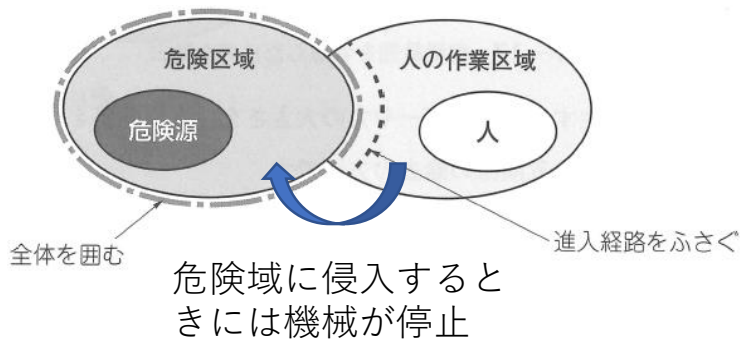 危険区域
人の作業区域
危険源
人
全体を囲む
進入経路をふさぐ
危険域に侵入すると
きには機械が停止